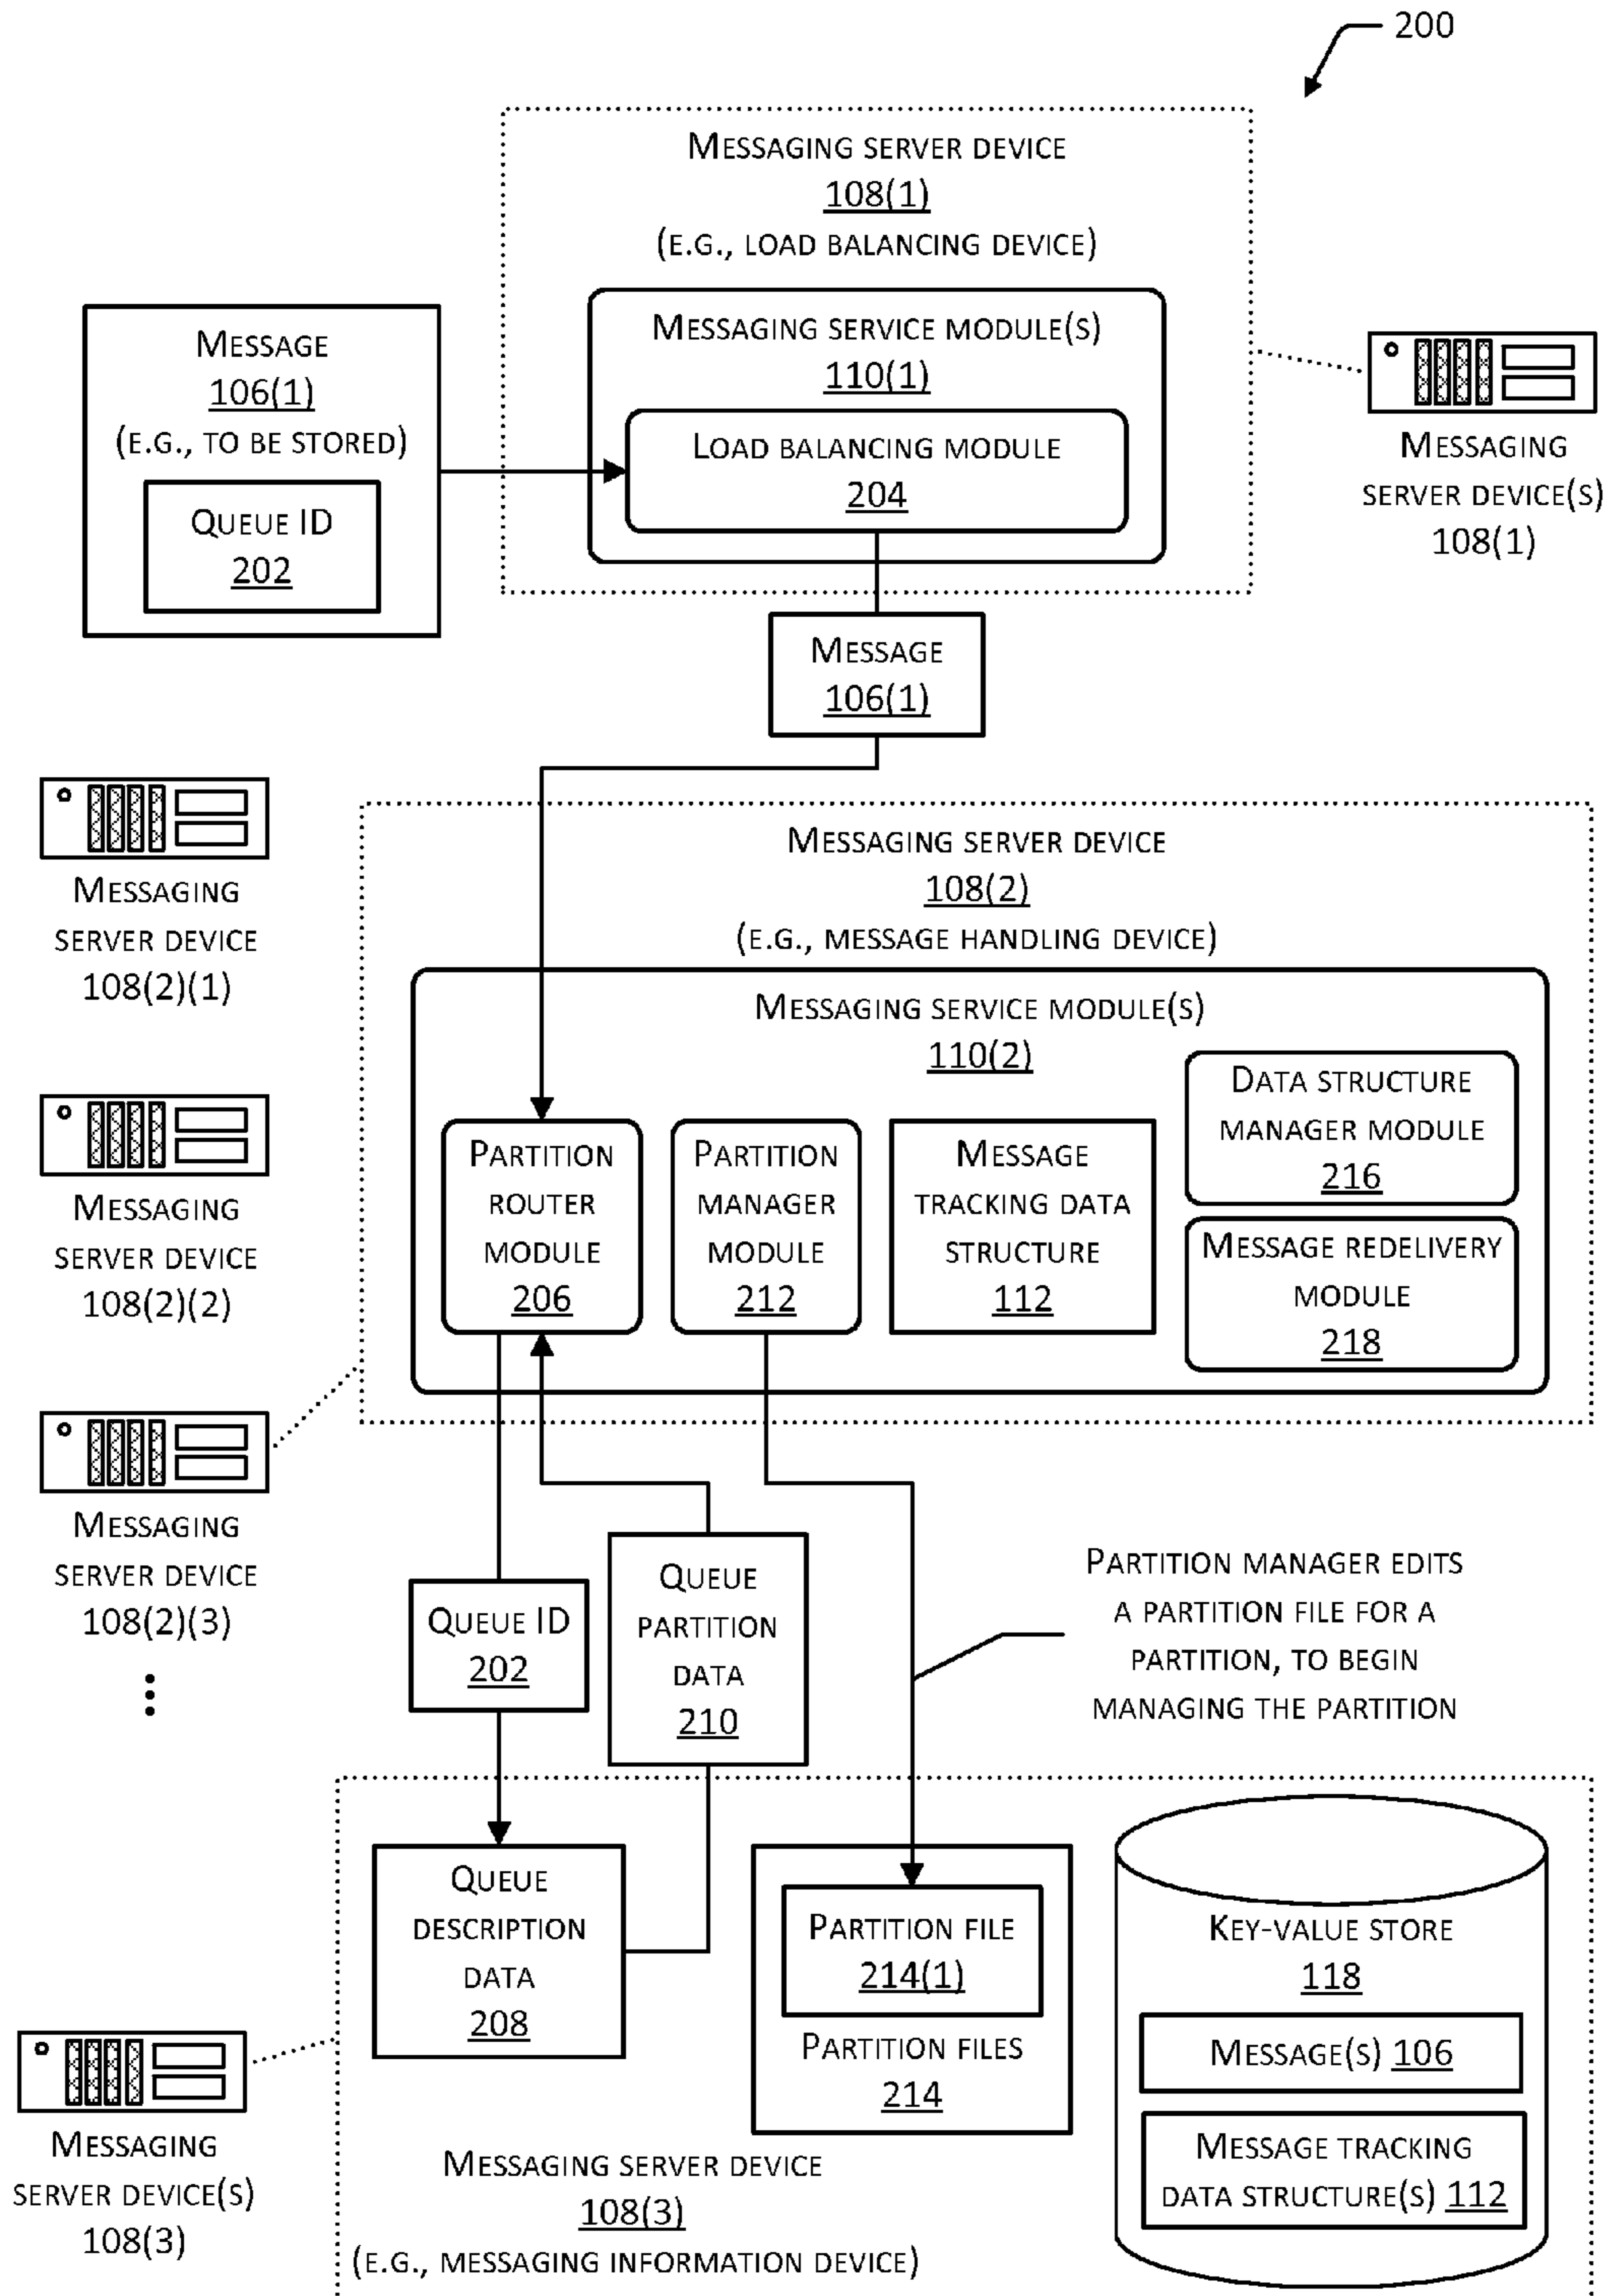 200
Messaging server device
108(1)
(e.g., load balancing device)
Messaging service module(s)
110(1)
Load balancing module
204
Message
106(1)
(e.g., to be stored)
Queue ID
202
Messaging
server device(s)
108(1)
Message
106(1)
Messaging
server device
108(2)(1)
Messaging
server device
108(2)(2)
Messaging
server device
108(2)(3)
Messaging server device
108(2)
(e.g., message handling device)
Messaging service module(s)
110(2)
Partition
router
module
206
Partition
manager
module
212
Message
tracking data
structure
112
Data structure
manager module
216
Message redelivery
module
218
Queue ID
202
Queue
partition
data
210
Partition manager edits
a partition file for a
partition, to begin
managing the partition
Queue
description
data
208
Partition file
214(1)
Partition files
214
Key-value store
118
Message(s) 106
Message tracking
data structure(s) 112
Messaging
server device(s)
108(3)
Messaging server device
108(3)
(e.g., messaging information device)